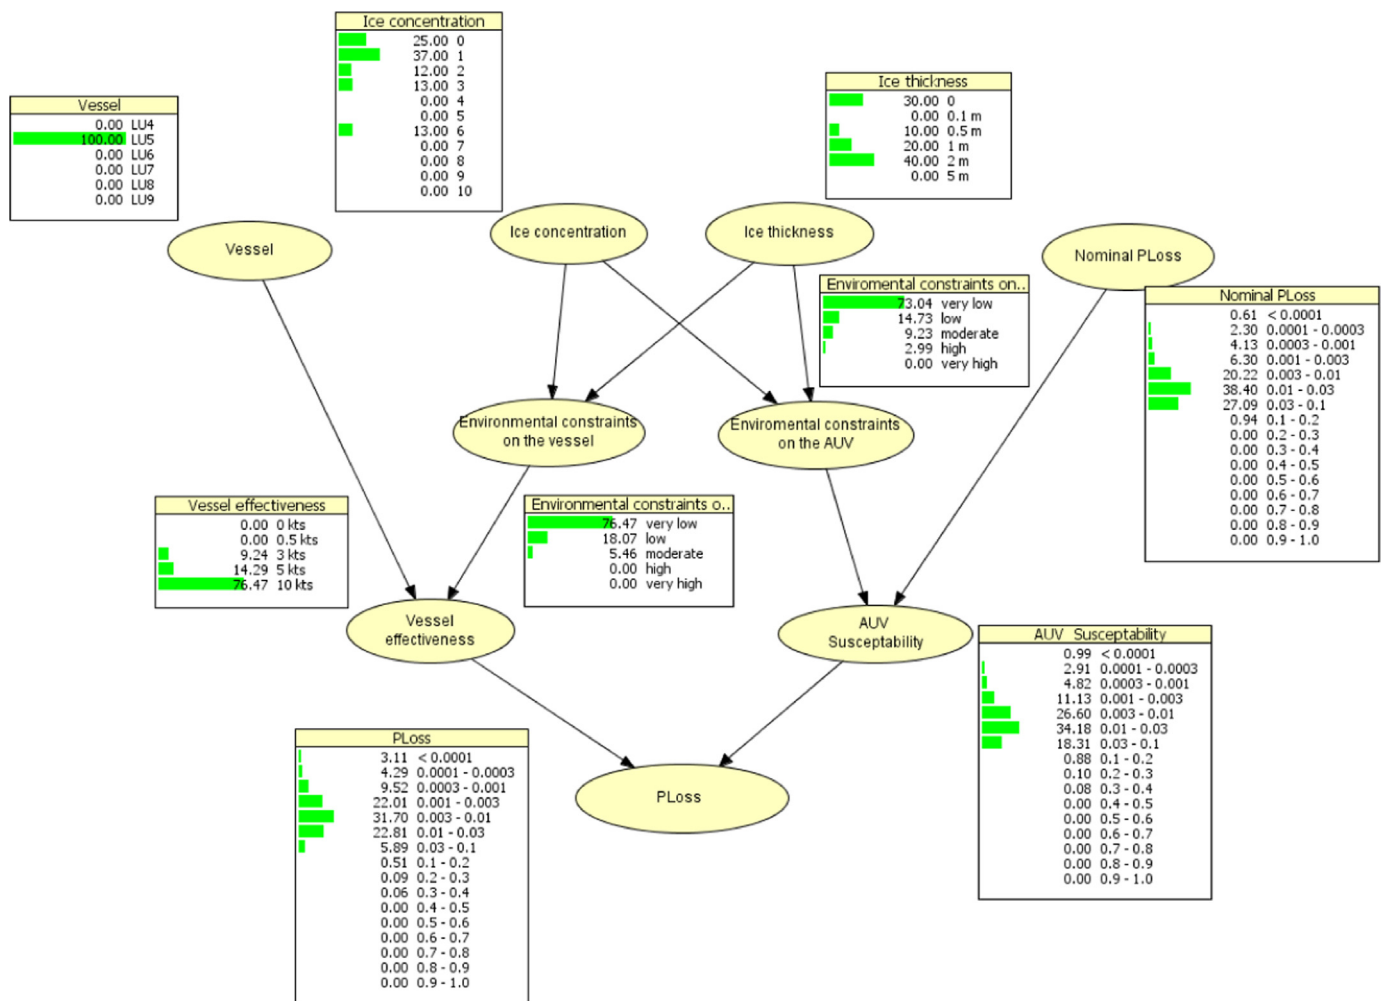 Ice concentration
25.00 0
37.00 1
12.00 2
13.00 3
0.00 4
0.00 5
13.00 6
0.00 7
0.00 8
0.00 9
0.00 10
Ice thickness
30.00 0
0.00 0.1 m
10.00 0.5 m
20.00 1 m
40.00 2 m
0.00 5 m
Vessel
0.00 LU4
100.00 LU5
0.00 LU6
0.00 LU7
0.00 LU8
0.00 LU9
Vessel
Ice concentration
Ice thickness
Nominal PLoss
Enviromental constraints on..
73.04 very low
14.73 low
9.23 moderate
2.99 high
0.00 very high
Nominal PLoss
0.61 < 0.0001
2.30 0.0001 - 0.0003
4.13 0.0003 - 0.001
6.30 0.001 - 0.003
20.22 0.003 - 0.01
38.40 0.01 - 0.03
27.09 0.03 - 0.1
0.94 0.1 - 0.2
0.00 0.2 - 0.3
0.00 0.3 - 0.4
0.00 0.4 - 0.5
0.00 0.5 - 0.6
0.00 0.6 - 0.7
0.00 0.7 - 0.8
0.00 0.8 - 0.9
0.00 0.9 - 1.0
Environmental constraints
on the vessel
Enviromental constraints
on the AUV
Vessel effectiveness
0.00 0 kts
0.00 0.5 kts
9.24 3 kts
14.29 5 kts
76.47 10 kts
Environmental constraints o..
76.47 very low
18.07 low
5.46 moderate
0.00 high
0.00 very high
Vessel
effectiveness
AUV
Susceptability
AUV Susceptability
0.99 < 0.0001
2.91 0.0001 - 0.0003
4.82 0.0003 - 0.001
11.13 0.001 - 0.003
26.60 0.003 - 0.01
34.18 0.01 - 0.03
18.31 0.03 - 0.1
0.88 0.1 - 0.2
0.10 0.2 - 0.3
0.08 0.3 - 0.4
0.00 0.4 - 0.5
0.00 0.5 - 0.6
0.00 0.6 - 0.7
0.00 0.7 - 0.8
0.00 0.8 - 0.9
0.00 0.9 - 1.0
PLoss
3.11 < 0.0001
4.29 0.0001 - 0.0003
9.52 0.0003 - 0.001
22.01 0.001 - 0.003
31.70 0.003 - 0.01
22.81 0.01 - 0.03
5.89 0.03 - 0.1
0.51 0.1 - 0.2
0.09 0.2 - 0.3
0.06 0.3 - 0.4
0.00 0.4 - 0.5
0.00 0.5 - 0.6
0.00 0.6 - 0.7
0.00 0.7 - 0.8
0.00 0.8 - 0.9
0.00 0.9 - 1.0
PLoss